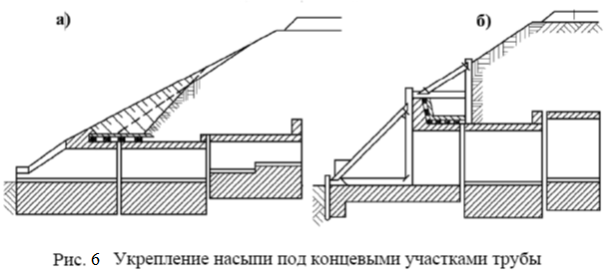 а)
б)
Рис. 6 Укрепление насыпи под концевыми участками трубы